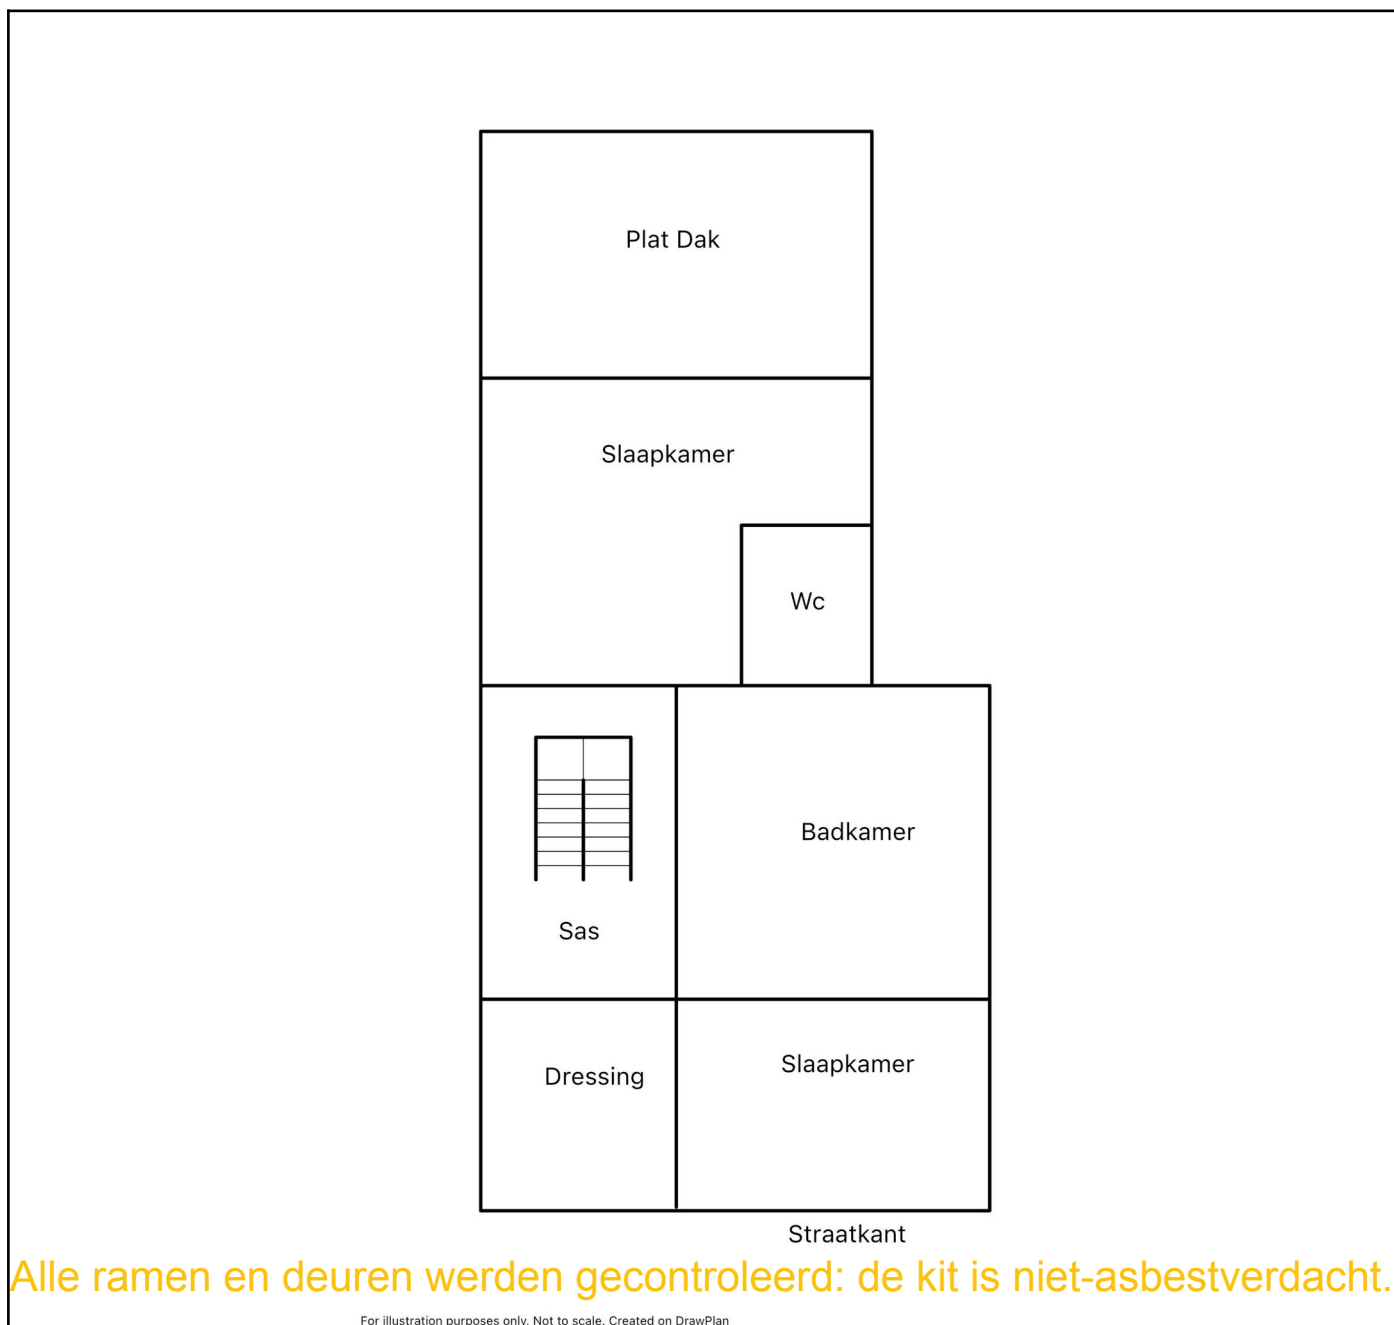 Plat Dak
Slaapkamer
Wc
Badkamer
Sas
Slaapkamer
Dressing
Straatkant
Alle ramen en deuren werden gecontroleerd: de kit is niet-asbestverdacht.
For illustration purposes only. Not to scale. Created on DrawPlan